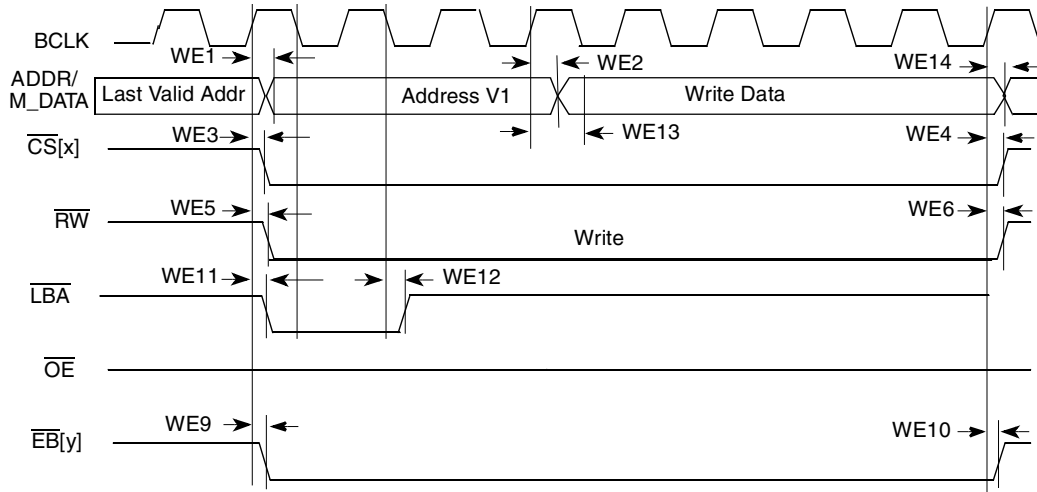 BCLK
WE1
WE2
WE14
ADDR/
M_DATA
Last Valid Addr
Address V1
Write Data
WE3
WE13
WE4
CS[x]
WE5
WE6
RW
Write
WE11
WE12
LBA
OE
WE9
WE10
EB[y]